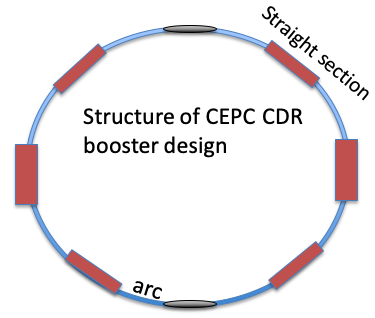 Straight section
Structure of CEPC CDR
booster design
arc